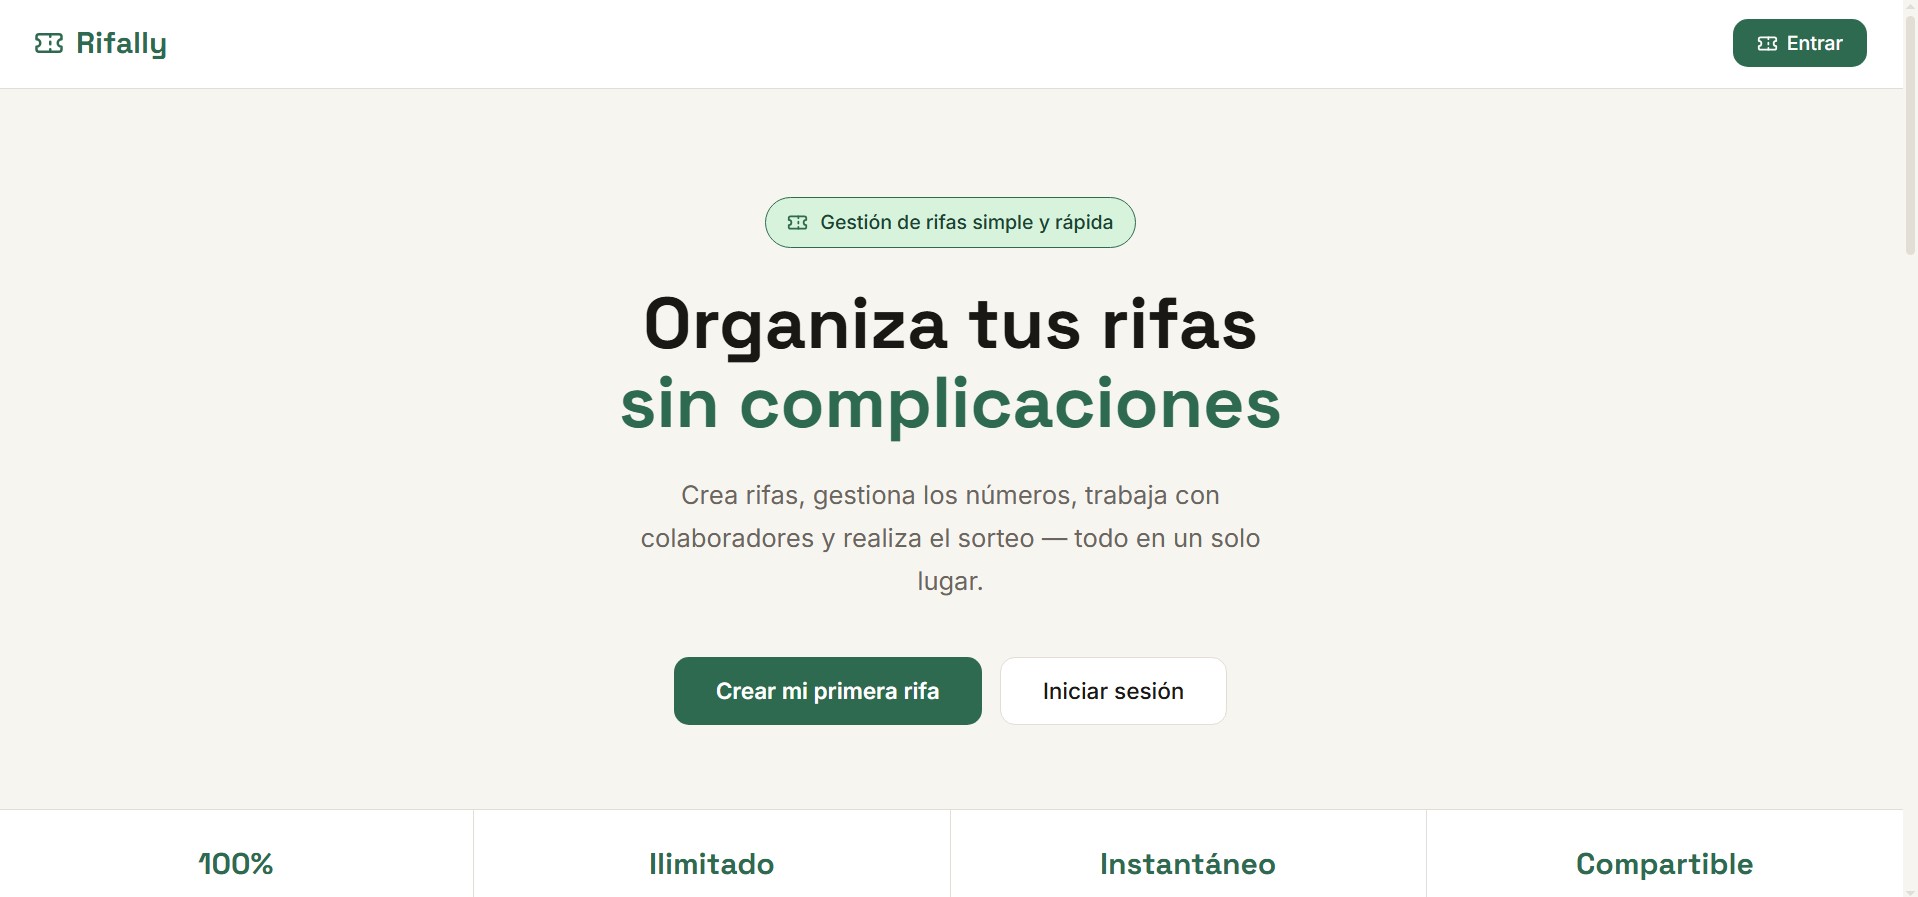 Rifally
Entrar
Gestión de rifas simple y rápida
Organiza tus rifas
sin complicaciones
Crea rifas, gestiona los números, trabaja con
colaboradores y realiza el sorteo — todo en un solo
lugar.
Crear mi primera rifa
Iniciar sesión
100%
Ilimitado
Instantáneo
Compartible